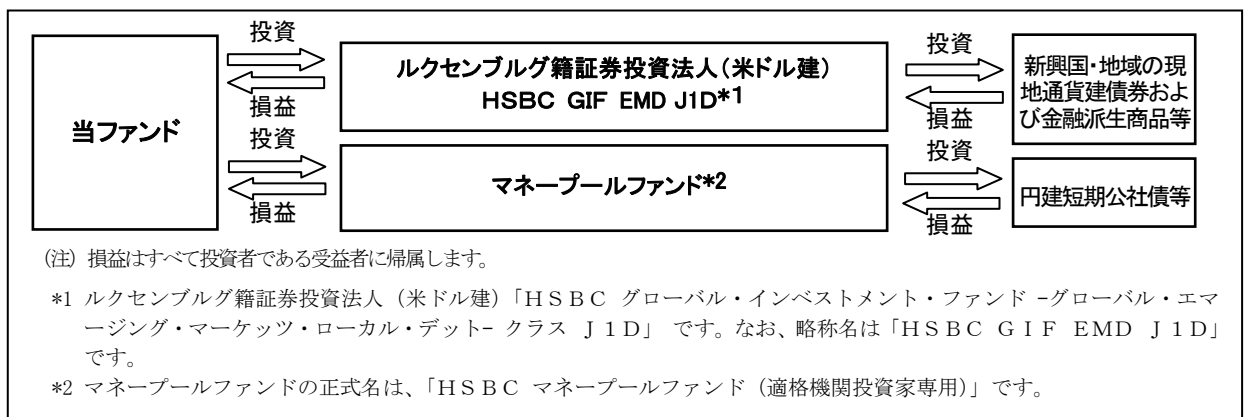 投資
損益
当ファンド
投資
損益
ルクセンブルグ籍証券投資法人(米ドル建)
HSBC GIF EMD J1D*1
マネープールファンド*2
投資
損益
投資
損益
新興国・地域の現
地通貨建債券およ
び金融派生商品等
円建短期公社債等
(注) 損益はすべて投資者である受益者に帰属します。
*1 ルクセンブルグ籍証券投資法人(米ドル建)「ＨＳＢＣ グローバル・インベストメント・ファンド -グローバル・エマ
ージング・マーケッツ・ローカル・デット- クラス Ｊ１Ｄ」 です。なお、略称名は「ＨＳＢＣ ＧＩＦ ＥＭＤ Ｊ１Ｄ」
です。
*2 マネープールファンドの正式名は、「ＨＳＢＣ マネープールファンド（適格機関投資家専用）」です。